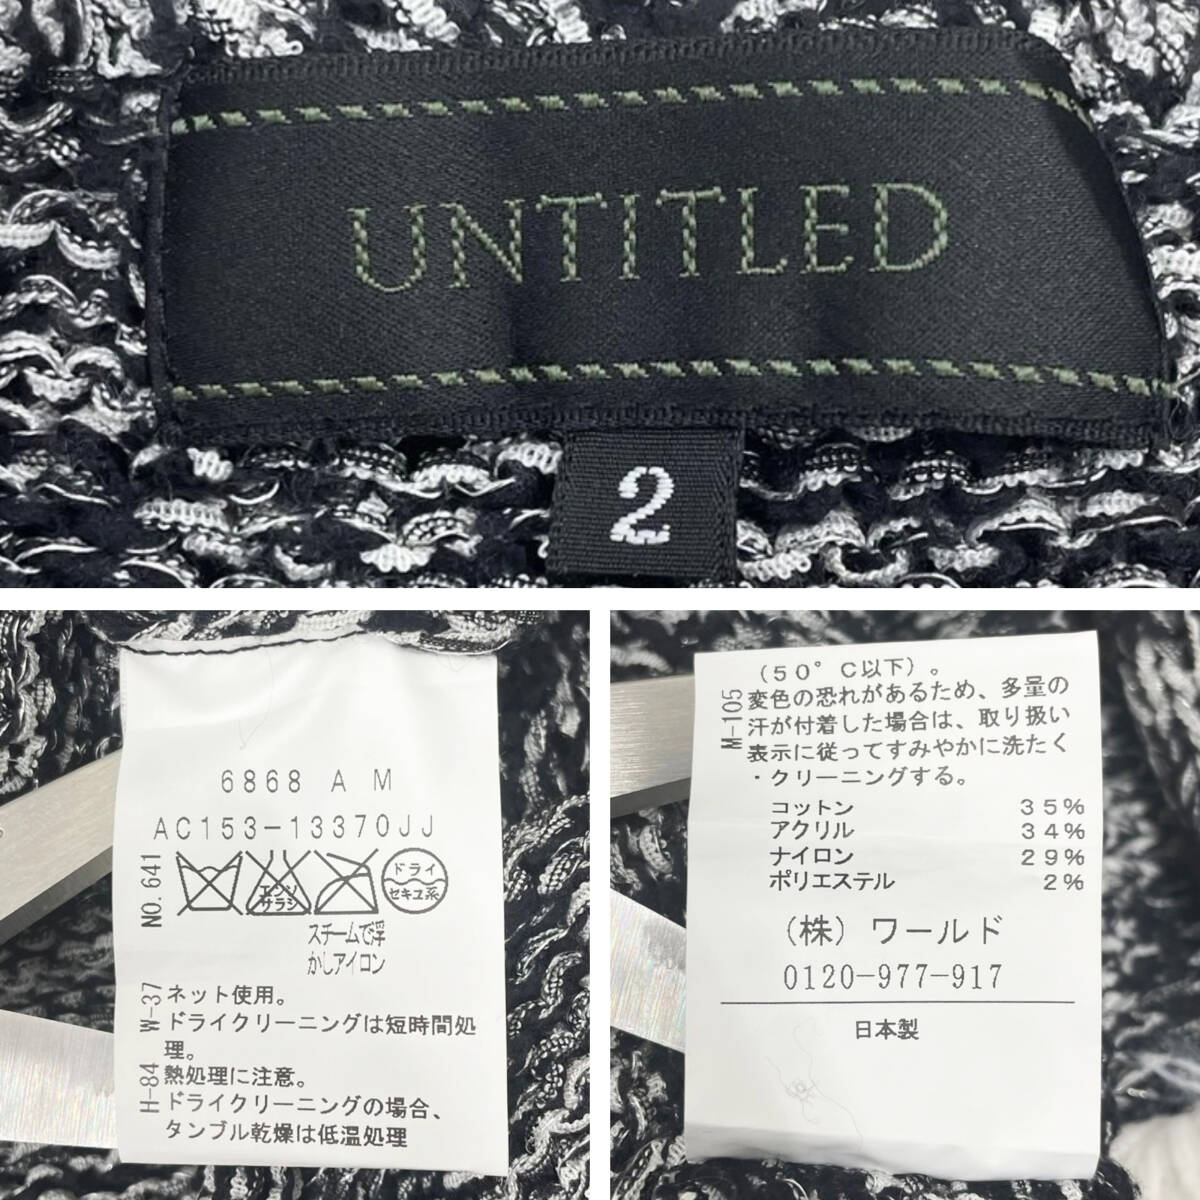 UNTITLED
2
6868 A M
AC153-13370JJ
NO.641
エンソ
サラシ
ドライ
セキユ系
スチームで浮
かしアイロン
W-37
ネット使用。
ドライクリーニングは短時間処
理。
H-84
熱処理に注意。
ドライクリーニングの場合、
タンブル乾燥は低温処理
(50°C以下)。
M-105
変色の恐れがあるため、多量の
汗が付着した場合は、取り扱い
表示に従ってすみやかに洗たく
・クリーニングする。
コットン 35%
アクリル 34%
ナイロン 29%
ポリエステル 2%
(株) ワールド
0120-977-917
日本製